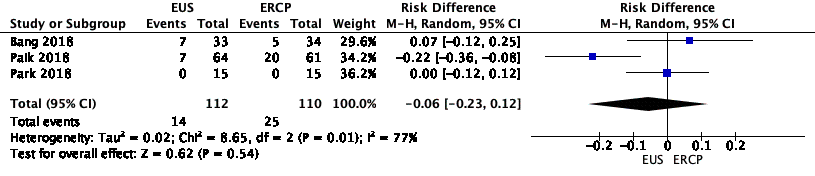 EUS ERCP Risk Difference Risk Difference
Study or Subgroup Events Total Events Total Weight M-H, Random, 95% CI M-H, Random, 95% CI
Bang 2018 7 33 5 34 29.6% 0.07 [-0.12, 0.25]
Paik 2018 7 64 20 61 34.2% -0.22 [-0.36, -0.08]
Park 2018 0 15 0 15 36.2% 0.00 [-0.12, 0.12]
Total (95% CI) 112 110 100.0% -0.06 [-0.23, 0.12]
Total events 14 25
Heterogeneity: Tau² = 0.02; Chi² = 8.65, df = 2 (P = 0.01); I² = 77%
Test for overall effect: Z = 0.62 (P = 0.54)
-0.2 -0.1 0 0.1 0.2
EUS ERCP